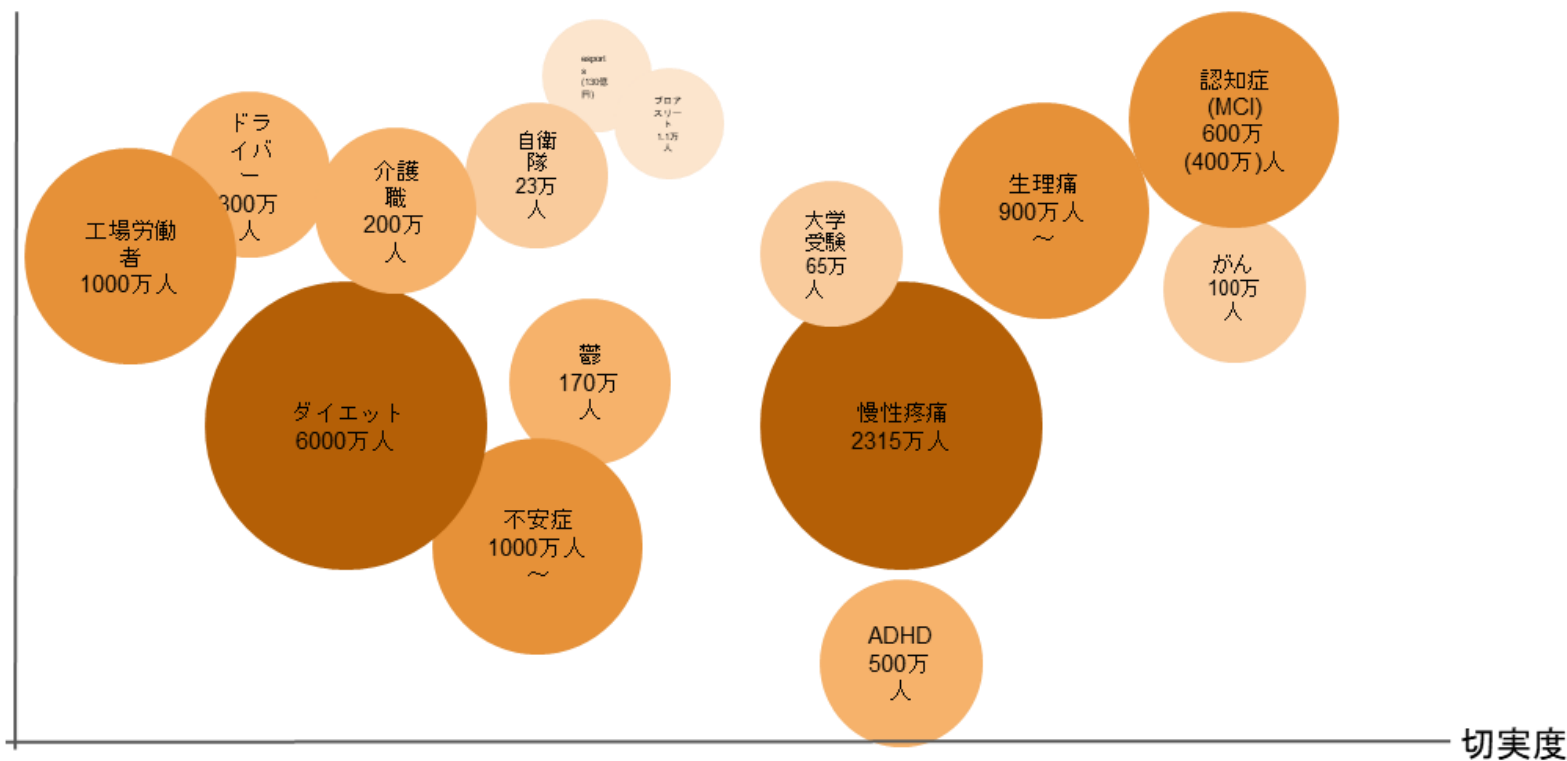 esport
s
(130億
円)
プロア
スリー
ト
1.1万
人
認知症
(MCI)
600万
(400万)人
ドラ
イバ
ー
300万
人
自衛
隊
23万
人
介護
職
200万
人
生理痛
900万人
～
工場労働
者
1000万人
大学
受験
65万
人
がん
100万
人
鬱
170万
人
ダイエット
6000万人
慢性疼痛
2315万人
不安症
1000万人
～
ADHD
500万
人
切実度